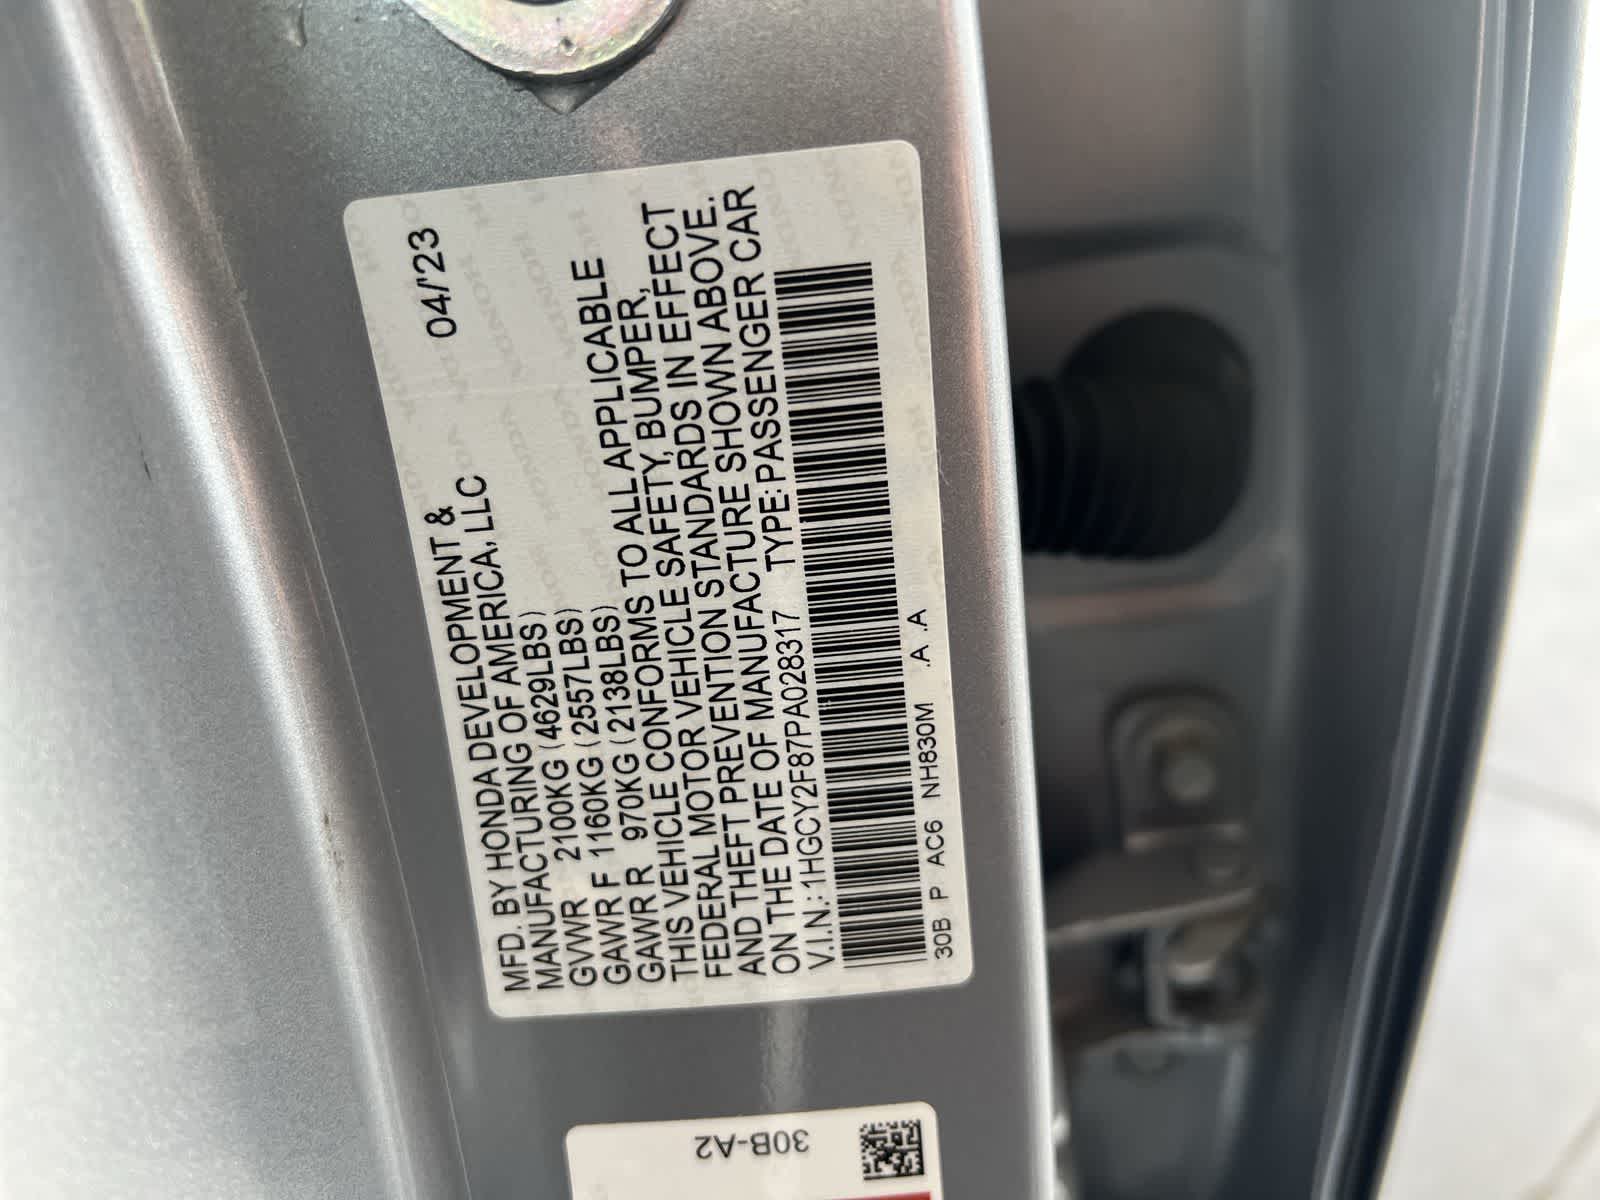 MFD. BY HONDA DEVELOPMENT & 04/'23
MANUFACTURING OF AMERICA, LLC
GVWR 2100KG (4629LBS)
GAWR F 1160KG (2557LBS)
GAWR R 970KG (2138LBS)
THIS VEHICLE CONFORMS TO ALL APPLICABLE
FEDERAL MOTOR VEHICLE SAFETY, BUMPER,
AND THEFT PREVENTION STANDARDS IN EFFECT
ON THE DATE OF MANUFACTURE SHOWN ABOVE.
V.I.N.: 1HGCY2F87PA028317 TYPE: PASSENGER CAR
30B P AC6 NH830M .A .A
30B-A2